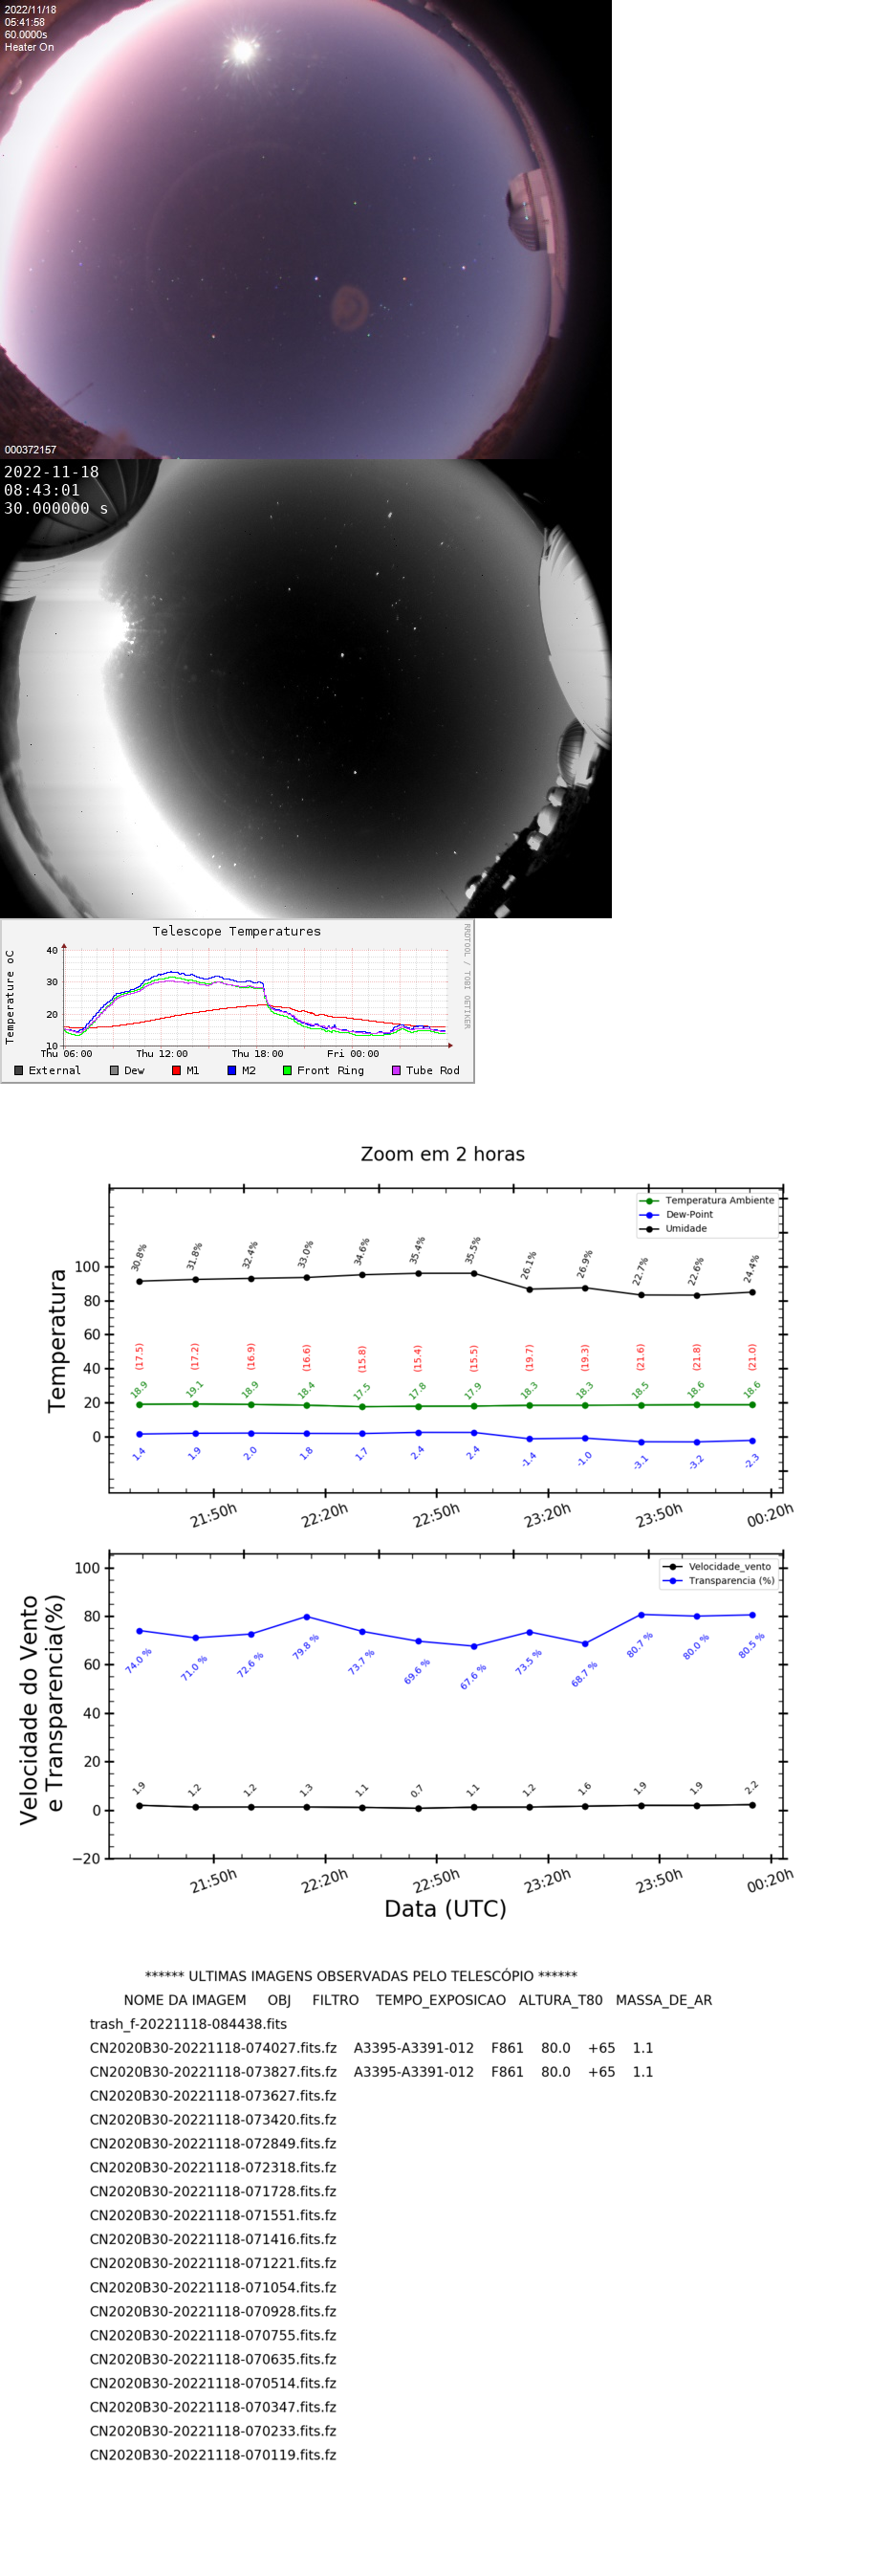 2022/11/18
05:41:58
60.0000s
Heater On
000372157
2022-11-18
08:43:01
30.000000 s
Telescope Temperatures
RRDTOOL / TOBI OETIKER
Temperature oC
40
30
20
10
Thu 06:00 Thu 12:00 Thu 18:00 Fri 00:00
External Dew M1 M2 Front Ring Tube Rod
Zoom em 2 horas
Temperatura Ambiente
Dew-Point
Umidade
Temperatura
100
80
60
40
20
0
30.8% 31.8% 32.4% 33.0% 34.6% 35.4% 35.5% 26.1% 26.9% 22.7% 22.6% 24.4%
(17.5) (17.2) (16.9) (16.6) (15.8) (15.4) (15.5) (19.7) (19.3) (21.6) (21.8) (21.0)
18.9 19.1 18.9 18.4 17.5 17.8 17.9 18.3 18.3 18.5 18.6 18.6
1.4 1.9 2.0 1.8 1.7 2.4 2.4 -1.4 -1.0 -3.1 -3.2 -2.3
21:50h 22:20h 22:50h 23:20h 23:50h 00:20h
Velocidade_vento
Transparencia (%)
Velocidade do Vento
e Transparencia(%)
100
80
60
40
20
0
−20
74.0 % 71.0 % 72.6 % 79.8 % 73.7 % 69.6 % 67.6 % 73.5 % 68.7 % 80.7 % 80.0 % 80.5 %
1.9 1.2 1.2 1.3 1.1 0.7 1.1 1.2 1.6 1.9 1.9 2.2
21:50h 22:20h 22:50h 23:20h 23:50h 00:20h
Data (UTC)
****** ULTIMAS IMAGENS OBSERVADAS PELO TELESCÓPIO ******
NOME DA IMAGEM OBJ FILTRO TEMPO_EXPOSICAO ALTURA_T80 MASSA_DE_AR
trash_f-20221118-084438.fits
CN2020B30-20221118-074027.fits.fz A3395-A3391-012 F861 80.0 +65 1.1
CN2020B30-20221118-073827.fits.fz A3395-A3391-012 F861 80.0 +65 1.1
CN2020B30-20221118-073627.fits.fz
CN2020B30-20221118-073420.fits.fz
CN2020B30-20221118-072849.fits.fz
CN2020B30-20221118-072318.fits.fz
CN2020B30-20221118-071728.fits.fz
CN2020B30-20221118-071551.fits.fz
CN2020B30-20221118-071416.fits.fz
CN2020B30-20221118-071221.fits.fz
CN2020B30-20221118-071054.fits.fz
CN2020B30-20221118-070928.fits.fz
CN2020B30-20221118-070755.fits.fz
CN2020B30-20221118-070635.fits.fz
CN2020B30-20221118-070514.fits.fz
CN2020B30-20221118-070347.fits.fz
CN2020B30-20221118-070233.fits.fz
CN2020B30-20221118-070119.fits.fz